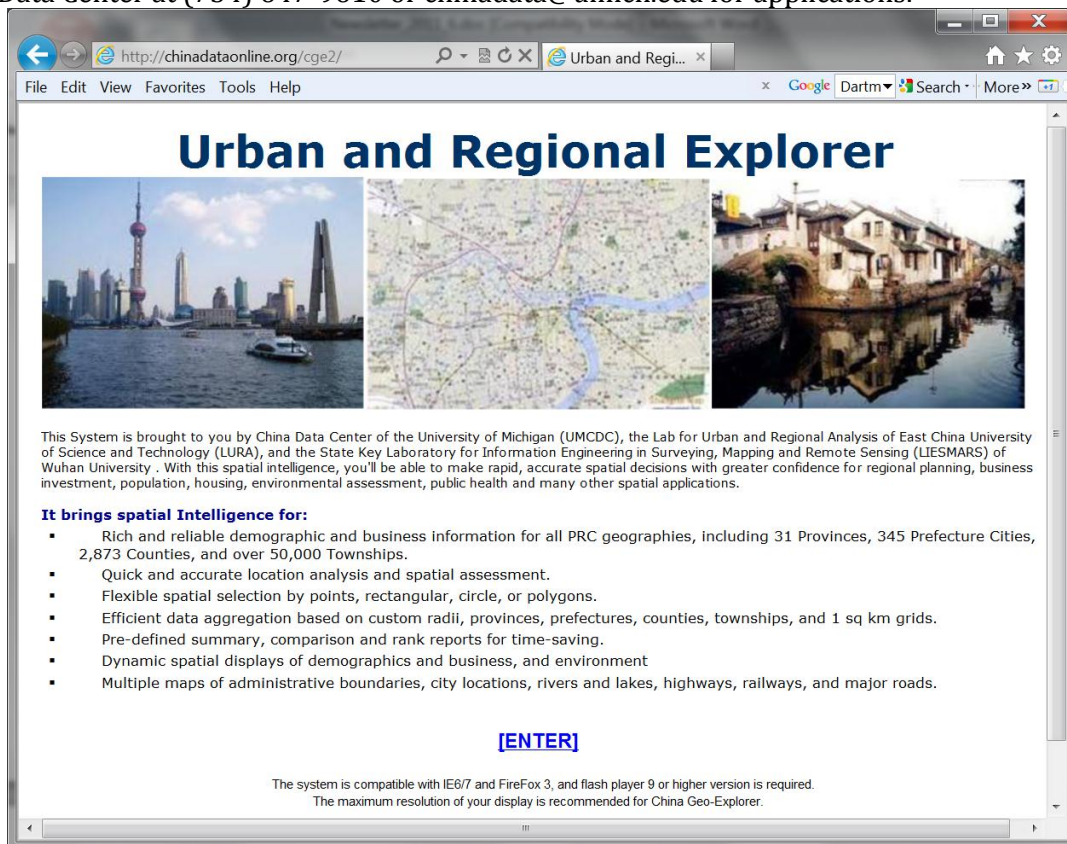 Data Center at (734) 647-9610 or chinadata@ umich.edu for applications.
http://chinadataonline.org/cge2/
Urban and Regi...
File Edit View Favorites Tools Help
x Google Dartm Search More »
Urban and Regional Explorer
This System is brought to you by China Data Center of the University of Michigan (UMCDC), the Lab for Urban and Regional Analysis of East China University
of Science and Technology (LURA), and the State Key Laboratory for Information Engineering in Surveying, Mapping and Remote Sensing (LIESMARS) of
Wuhan University . With this spatial intelligence, you'll be able to make rapid, accurate spatial decisions with greater confidence for regional planning, business
investment, population, housing, environmental assessment, public health and many other spatial applications.
It brings spatial Intelligence for:
▪ Rich and reliable demographic and business information for all PRC geographies, including 31 Provinces, 345 Prefecture Cities,
2,873 Counties, and over 50,000 Townships.
▪ Quick and accurate location analysis and spatial assessment.
▪ Flexible spatial selection by points, rectangular, circle, or polygons.
▪ Efficient data aggregation based on custom radii, provinces, prefectures, counties, townships, and 1 sq km grids.
▪ Pre-defined summary, comparison and rank reports for time-saving.
▪ Dynamic spatial displays of demographics and business, and environment
▪ Multiple maps of administrative boundaries, city locations, rivers and lakes, highways, railways, and major roads.
[ENTER]
The system is compatible with IE6/7 and FireFox 3, and flash player 9 or higher version is required.
The maximum resolution of your display is recommended for China Geo-Explorer.